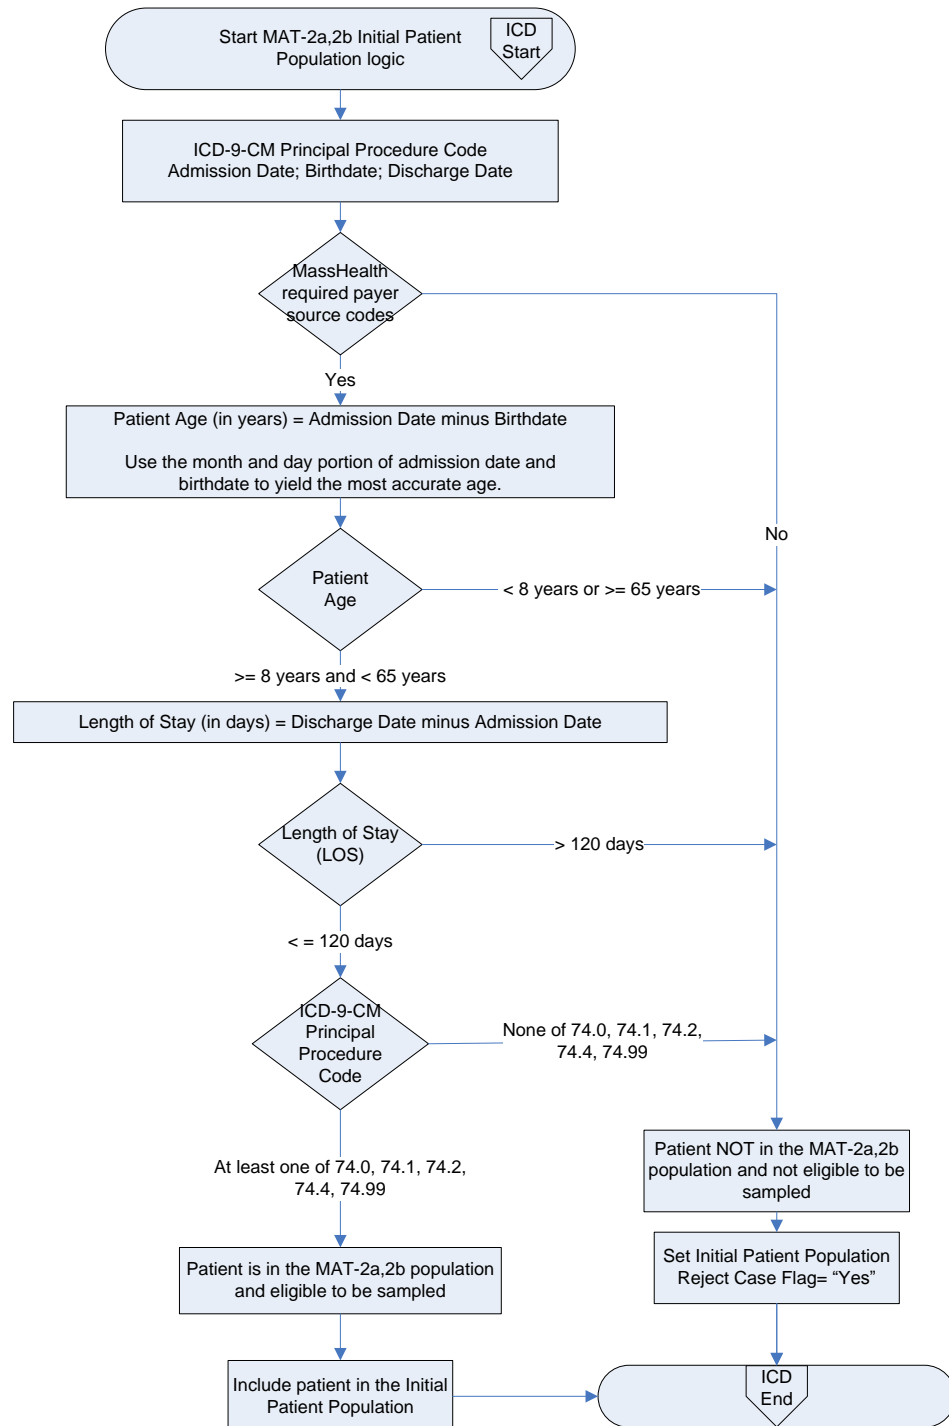 Start MAT-2a,2b Initial Patient
Population logic
ICD
Start
ICD-9-CM Principal Procedure Code
Admission Date; Birthdate; Discharge Date
MassHealth
required payer
source codes
Yes
Patient Age (in years) = Admission Date minus Birthdate
Use the month and day portion of admission date and
birthdate to yield the most accurate age.
No
Patient
Age
< 8 years or >= 65 years
>= 8 years and < 65 years
Length of Stay (in days) = Discharge Date minus Admission Date
Length of Stay
(LOS)
> 120 days
< = 120 days
ICD-9-CM
Principal
Procedure
Code
None of 74.0, 74.1, 74.2,
74.4, 74.99
At least one of 74.0, 74.1, 74.2,
74.4, 74.99
Patient NOT in the MAT-2a,2b
population and not eligible to be
sampled
Patient is in the MAT-2a,2b population
and eligible to be sampled
Set Initial Patient Population
Reject Case Flag= “Yes”
Include patient in the Initial
Patient Population
ICD
End